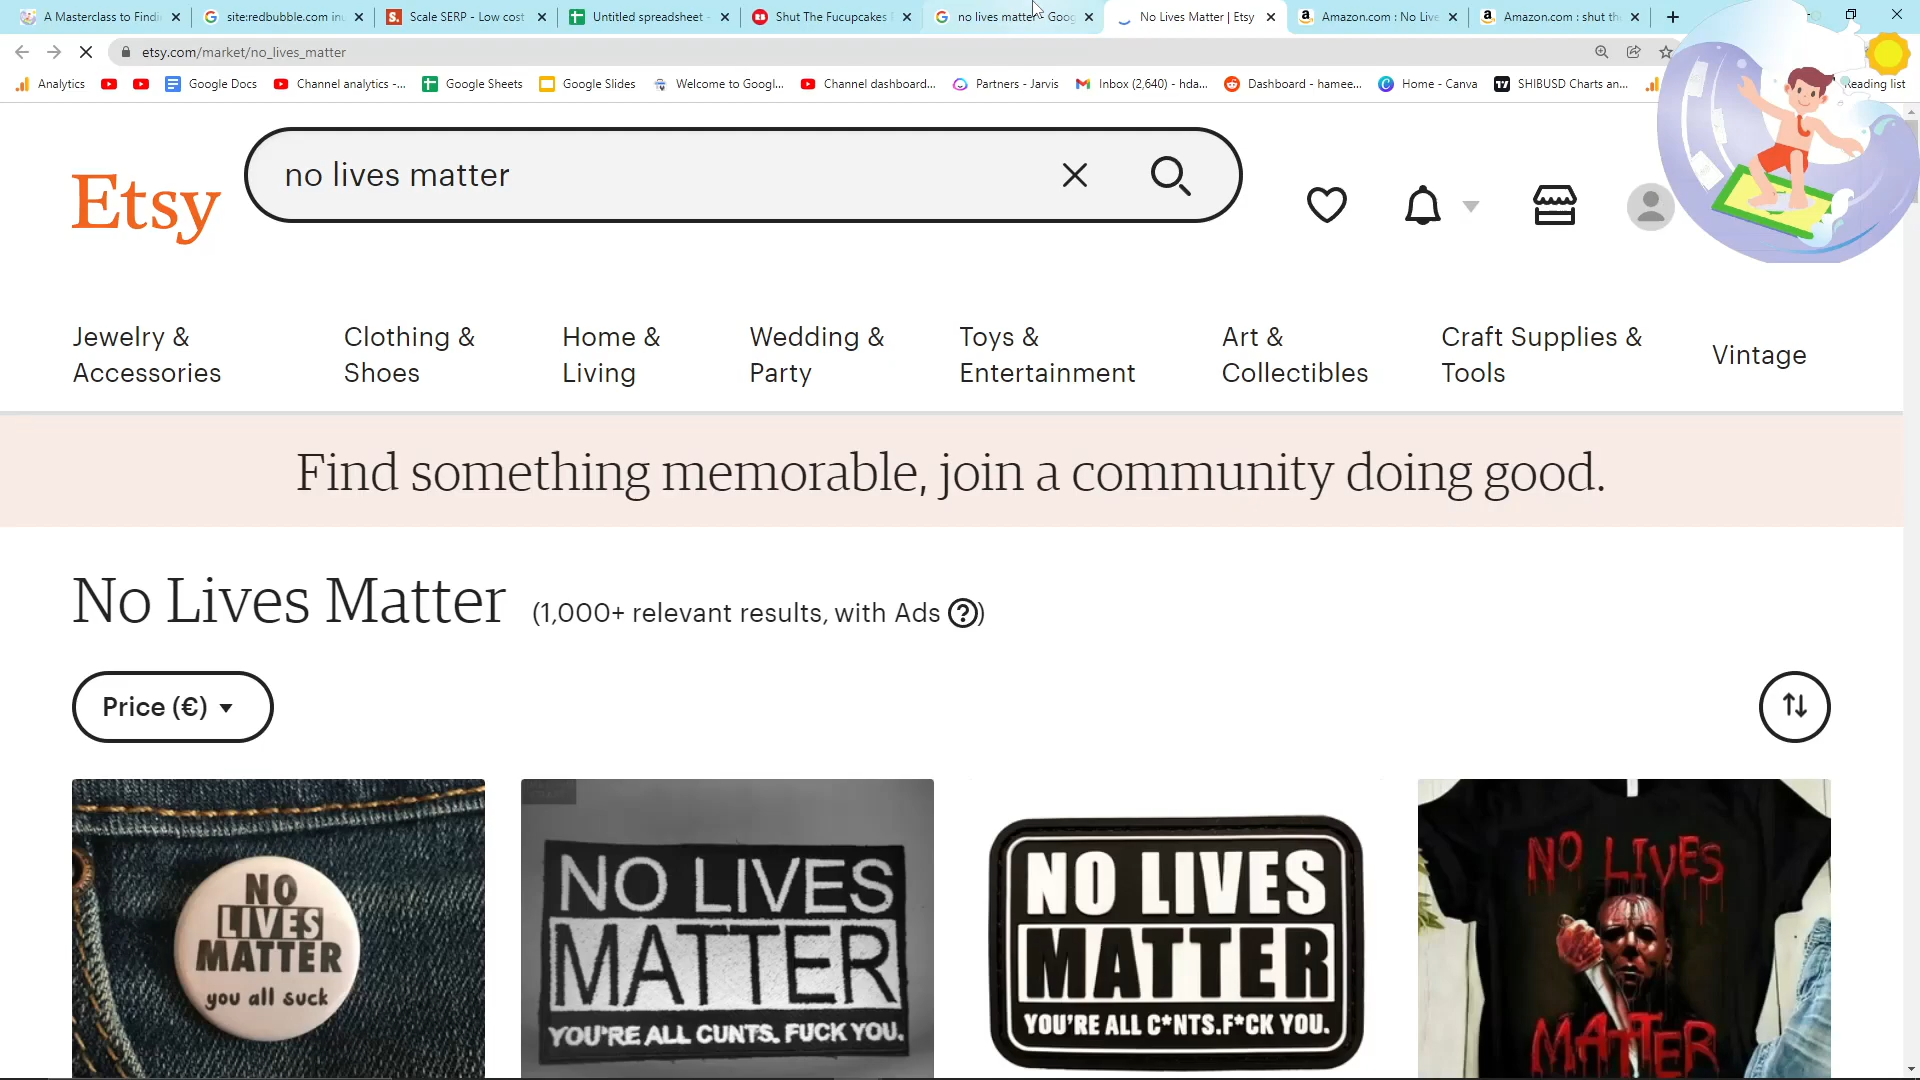 A Masterclass to Findi
site:redbubble.com inu
Scale SERP - Low cost
Untitled spreadsheet -
Shut The Fucupcakes
no lives matter - Goog
No Lives Matter | Etsy
Amazon.com : No Live
Amazon.com : shut th
etsy.com/market/no_lives_matter
Analytics
Google Docs
Channel analytics -...
Google Sheets
Google Slides
Welcome to Googl...
Channel dashboard...
Partners - Jarvis
Inbox (2,640) - hda...
Dashboard - hamee...
Home - Canva
SHIBUSD Charts an...
Reading list
Etsy
no lives matter
Jewelry &
Accessories
Clothing &
Shoes
Home &
Living
Wedding &
Party
Toys &
Entertainment
Art &
Collectibles
Craft Supplies &
Tools
Vintage
Find something memorable, join a community doing good.
No Lives Matter (1,000+ relevant results, with Ads ?)
Price (€)
NO
LIVES
MATTER
you all suck
NO LIVES
MATTER
YOU'RE ALL CUNTS. FUCK YOU.
NO LIVES
MATTER
YOU'RE ALL C*NTS.F*CK YOU.
NO LIVES
MATTER